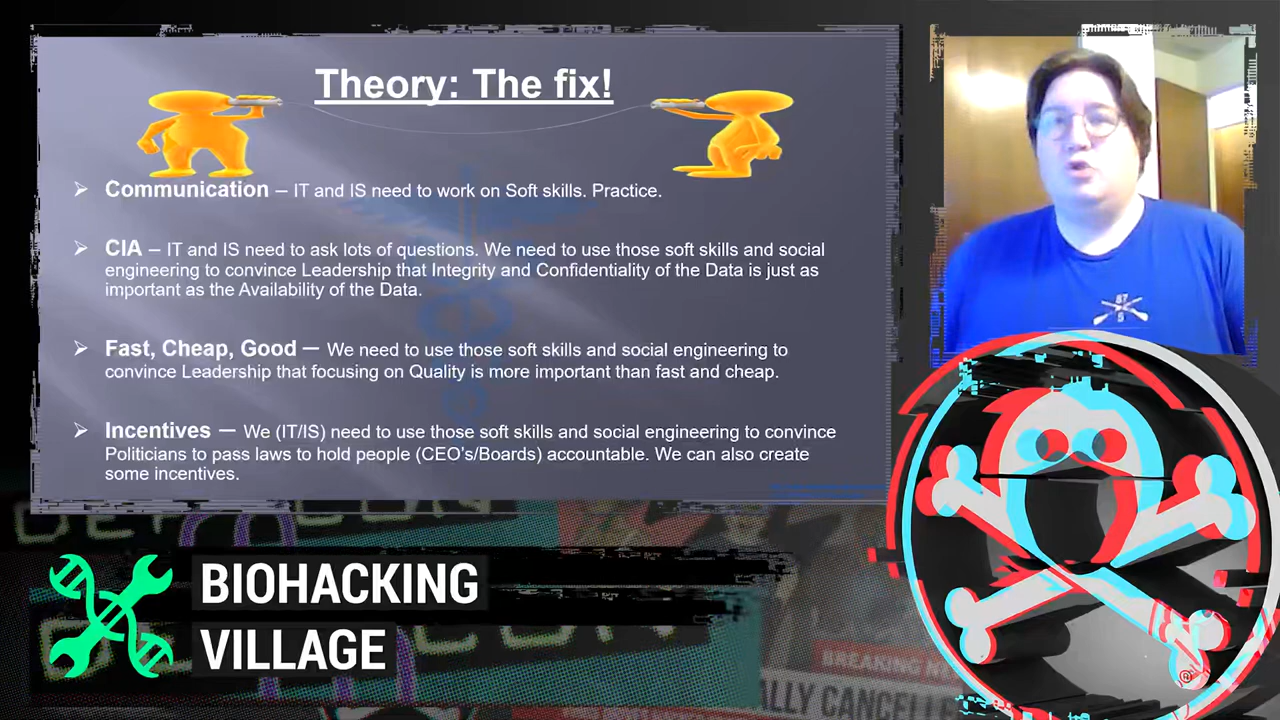 Theory: The fix!
Communication – IT and IS need to work on Soft skills. Practice.
CIA – IT and IS need to ask lots of questions. We need to use those soft skills and social
engineering to convince Leadership that Integrity and Confidentiality of the Data is just as
important as the Availability of the Data.
Fast, Cheap, Good – We need to use those soft skills and social engineering to
convince Leadership that focusing on Quality is more important than fast and cheap.
Incentives – We (IT/IS) need to use those soft skills and social engineering to convince
Politicians to pass laws to hold people (CEO's/Boards) accountable. We can also create
some incentives.
87
S
DEF CON
BIOHACKING
VILLAGE
BREAKING
ALLY CANCELLE
®